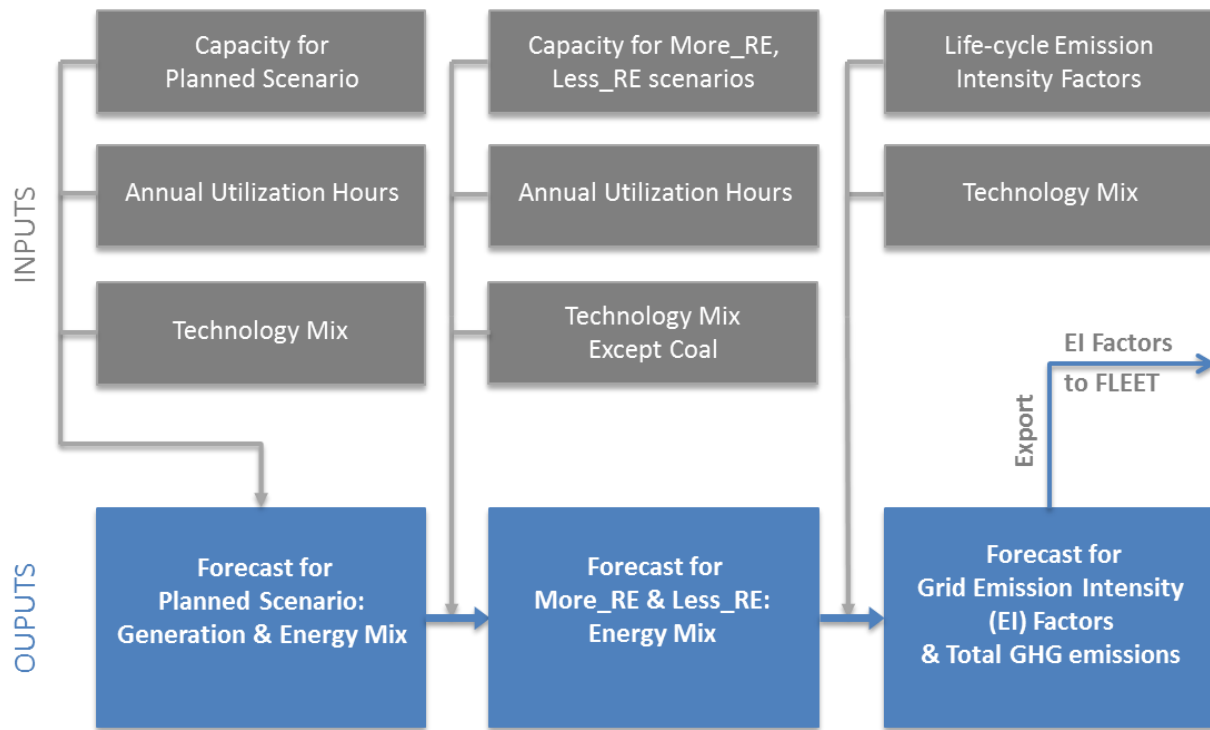 INPUTS
Capacity for
Planned Scenario
Annual Utilization Hours
Technology Mix
Capacity for More_RE,
Less_RE scenarios
Annual Utilization Hours
Technology Mix
Except Coal
Life-cycle Emission
Intensity Factors
Technology Mix
EI Factors
to FLEET
Export
OUPUTS
Forecast for
Planned Scenario:
Generation & Energy Mix
Forecast for
More_RE & Less_RE:
Energy Mix
Forecast for
Grid Emission Intensity
(EI) Factors
& Total GHG emissions